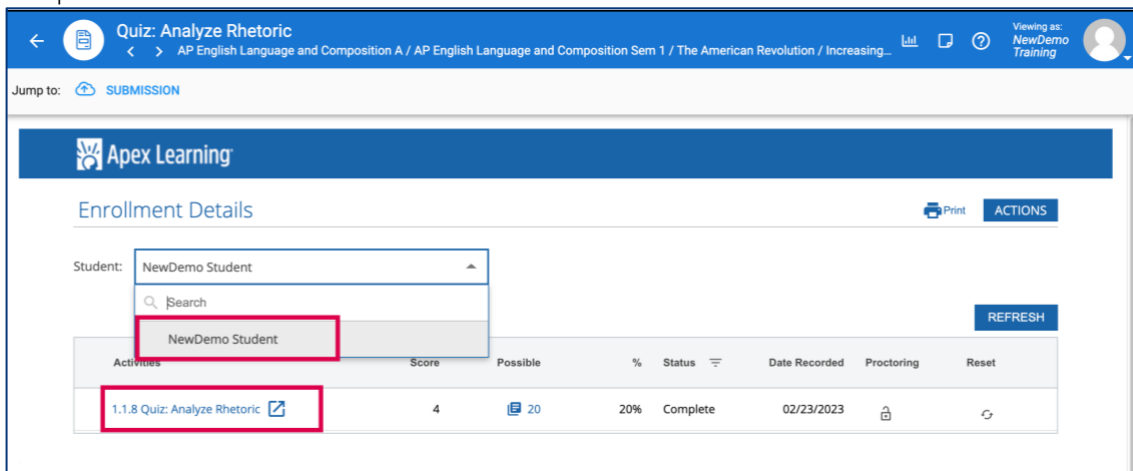 Quiz: Analyze Rhetoric
< > AP English Language and Composition A / AP English Language and Composition Sem 1 / The American Revolution / Increasing...
Viewing as:
NewDemo
Training
Jump to: SUBMISSION
Apex Learning
Enrollment Details
Print ACTIONS
Student: NewDemo Student
Search
NewDemo Student
REFRESH
Activities Score Possible % Status Date Recorded Proctoring Reset
1.1.8 Quiz: Analyze Rhetoric 4 20 20% Complete 02/23/2023